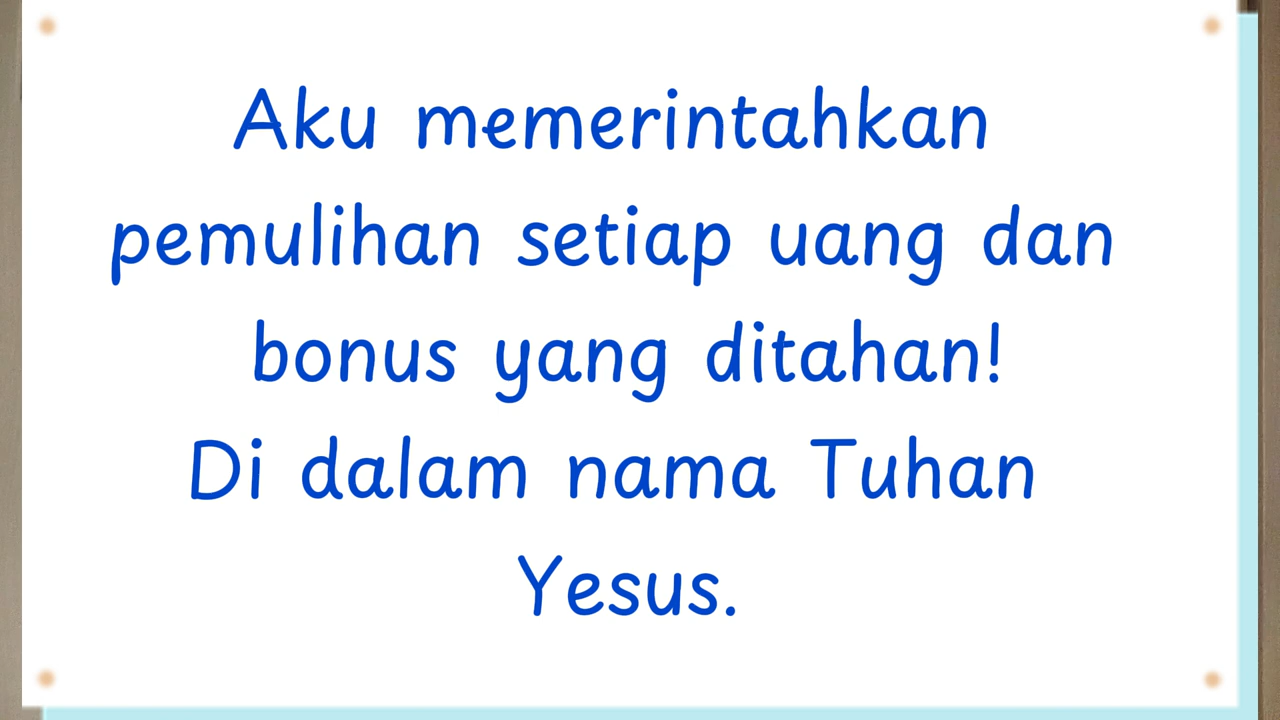 Aku memerintahkan
pemulihan setiap uang dan
bonus yang ditahan!
Di dalam nama Tuhan
Yesus.